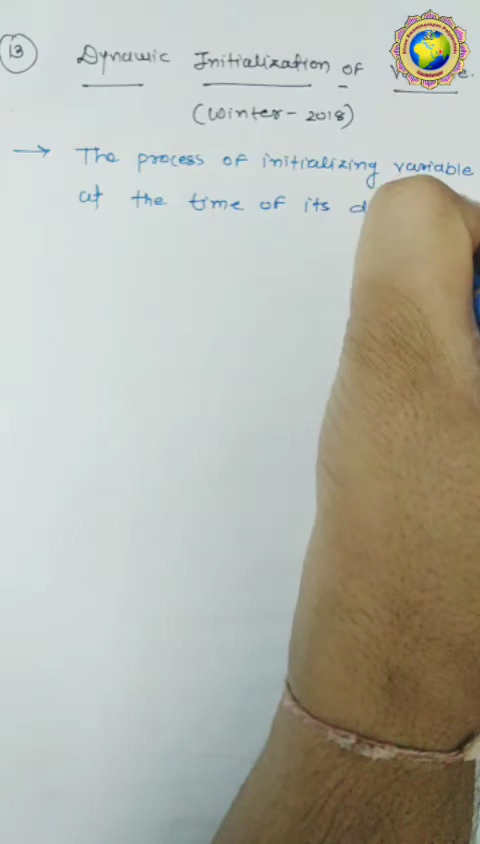 13 Dynamic Initialization of
(Winter - 2018)
→ The process of initializing variable
at the time of its d